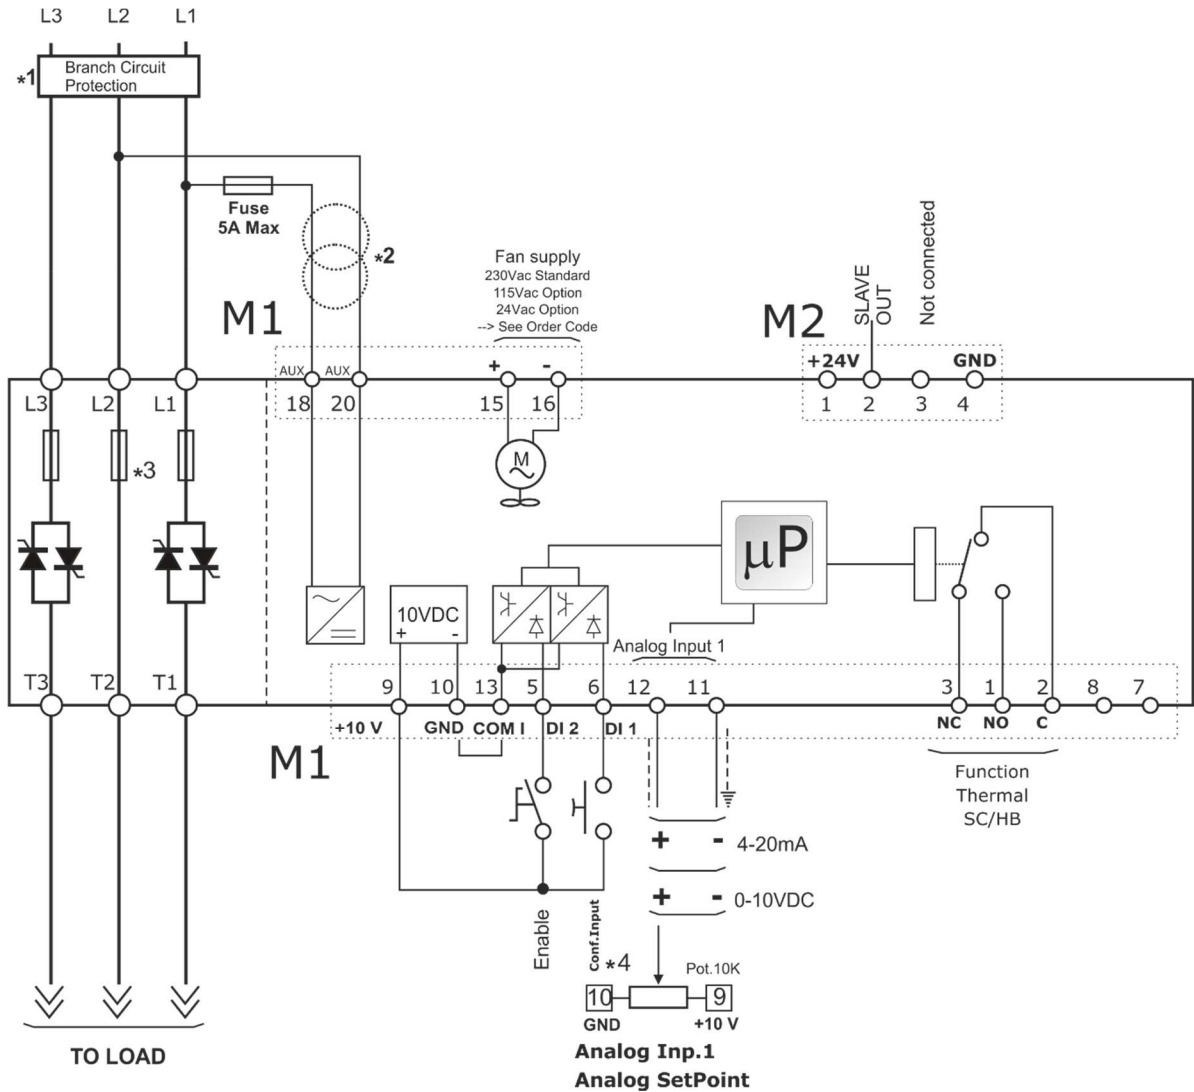 L3 L2 L1
*1
Branch Circuit
Protection
Fuse
5A Max
*2
Fan supply
230Vac Standard
115Vac Option
24Vac Option
--> See Order Code
SLAVE
OUT
Not connected
M1
M2
AUX AUX
+ -
+24V GND
L3 L2 L1
18 20
15 16
1 2 3 4
*3
M
µP
10VDC
+ -
Analog Input 1
T3 T2 T1
9 10 13 5 6 12 11
3 1 2 8 7
+10 V GND COM I DI 2 DI 1
NC NO C
M1
Function
Thermal
SC/HB
+ - 4-20mA
+ - 0-10VDC
Enable
Conf.Input
*4
Pot.10K
10 9
GND +10 V
TO LOAD
Analog Inp.1
Analog SetPoint